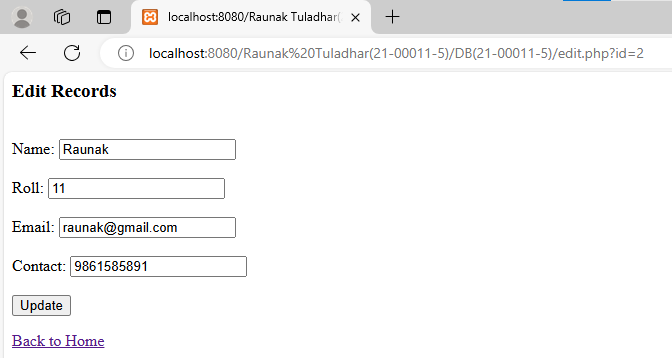 localhost:8080/Raunak Tuladhar(
localhost:8080/Raunak%20Tuladhar(21-00011-5)/DB(21-00011-5)/edit.php?id=2
Edit Records
Name: Raunak
Roll: 11
Email: raunak@gmail.com
Contact: 9861585891
Update
Back to Home